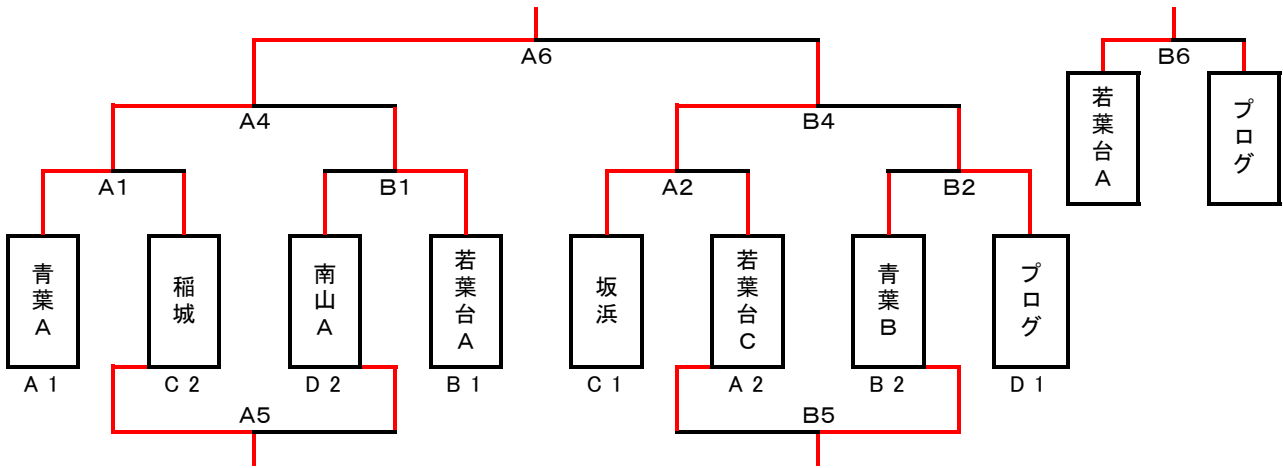 A6
B6
若葉台A
プログ
A4
B4
A1
B1
A2
B2
青葉A
稲城
南山A
若葉台A
坂浜
若葉台C
青葉B
プログ
A 1
C 2
D 2
B 1
C 1
A 2
B 2
D 1
A5
B5